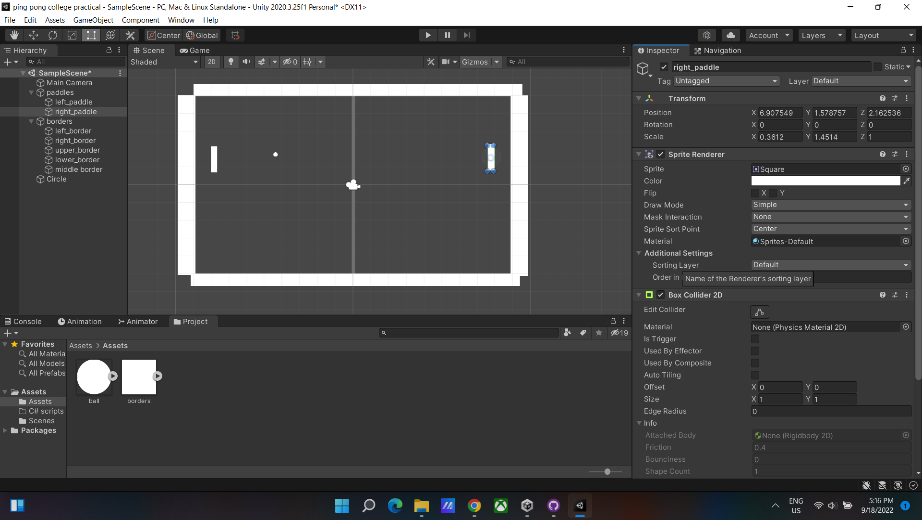 ping pong college practical - SampleScene - PC, Mac & Linux Standalone - Unity 2020.3.25f1 Personal* <DX11>
File Edit Assets GameObject Component Window Help
Center Global Account Layers Layout
Hierarchy
All
SampleScene*
Main Camera
paddles
left_paddle
right_paddle
borders
left_border
right_border
upper_border
lower_border
middle border
Circle
Scene Game
Shaded 2D 0 Gizmos All
Inspector Navigation
right_paddle Static
Tag Untagged Layer Default
Transform
Position X 6.907549 Y 1.578757 Z 2.162536
Rotation X 0 Y 0 Z 0
Scale X 0.3612 Y 1.4514 Z 1
Sprite Renderer
Sprite Square
Color
Flip X Y
Draw Mode Simple
Mask Interaction None
Sprite Sort Point Center
Material Sprites-Default
Additional Settings
Sorting Layer Default
Order in
Name of the Renderer's sorting layer
Box Collider 2D
Edit Collider
Material None (Physics Material 2D)
Is Trigger
Used By Effector
Used By Composite
Auto Tiling
Offset X 0 Y 0
Size X 1 Y 1
Edge Radius 0
Info
Attached Body None (Rigidbody 2D)
Friction 0.4
Bounciness 0
Shape Count 1
Console Animation Animator Project
19
Favorites
All Materia
All Models
All Prefabs
Assets
Assets
C# scripts
Scenes
Packages
Assets > Assets
ball
borders
ENG
US
5:16 PM
9/18/2022
1